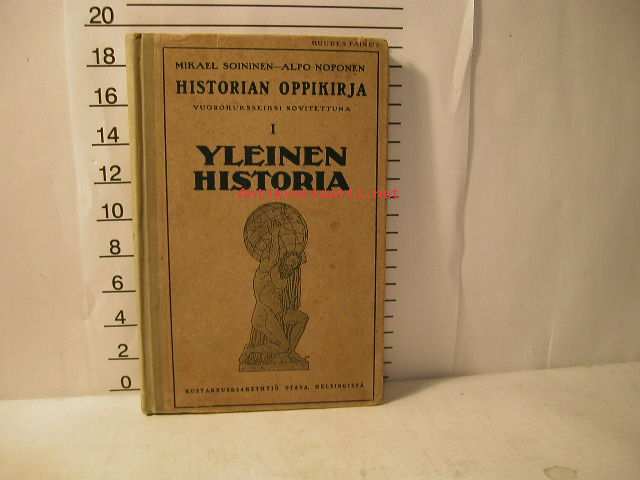 KUUDES PAINOS
MIKAEL SOININEN—ALPO NOPONEN
HISTORIAN OPPIKIRJA
VUOROKURSSEIKSI SOVITETTUNA
I
YLEINEN
HISTORIA
KUSTANNUSOSAKEYHTIÖ OTAVA, HELSINGISSÄ
20
18
16
14
12
10
8
6
4
2
0